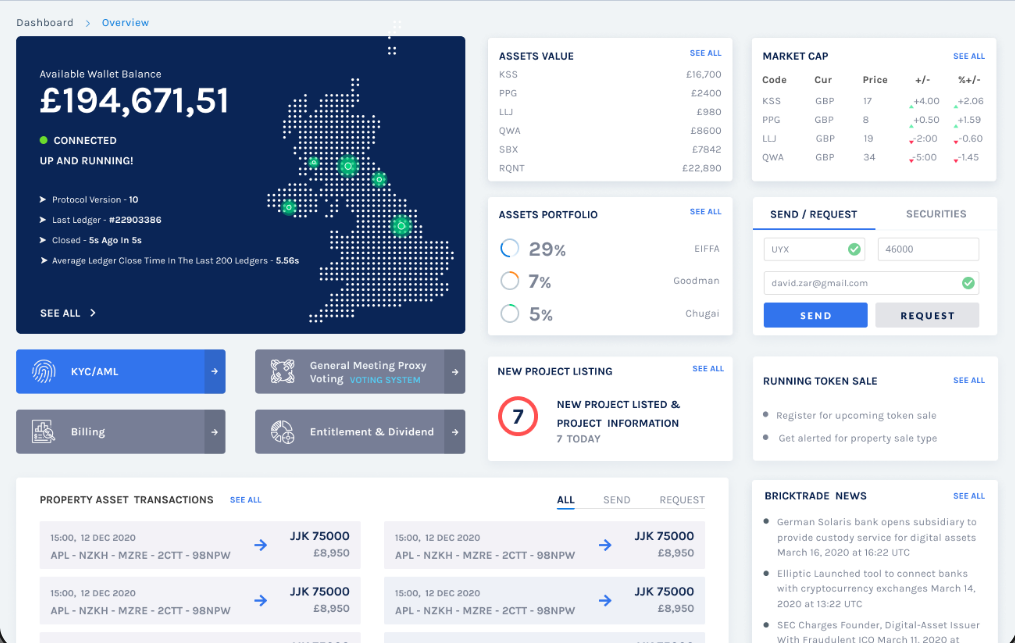 Dashboard > Overview
Available Wallet Balance
£194,671,51
CONNECTED
UP AND RUNNING!
Protocol Version - 10
Last Ledger - #22903386
Closed - 5s Ago In 5s
Average Ledger Close Time In The Last 200 Ledgers - 5.56s
SEE ALL >
ASSETS VALUE SEE ALL
KSS £16,700
PPG £2400
LLJ £980
QWA £8600
SBX £7842
RQNT £22,890
MARKET CAP SEE ALL
Code Cur Price +/- %+/-
KSS GBP 17 +4.00 +2.06
PPG GBP 8 +0.50 +1.59
LLJ GBP 19 -2:00 -0.60
QWA GBP 34 -5:00 -1.45
ASSETS PORTFOLIO SEE ALL
29% EIFFA
7% Goodman
5% Chugai
SEND / REQUEST SECURITIES
UYX 46000
david.zar@gmail.com
SEND REQUEST
KYC/AML
General Meeting Proxy
Voting VOTING SYSTEM
Billing
Entitlement & Dividend
NEW PROJECT LISTING SEE ALL
7
NEW PROJECT LISTED &
PROJECT INFORMATION
7 TODAY
RUNNING TOKEN SALE SEE ALL
Register for upcoming token sale
Get alerted for property sale type
PROPERTY ASSET TRANSACTIONS SEE ALL
ALL SEND REQUEST
15:00, 12 DEC 2020 JJK 75000
APL - NZKH - MZRE - 2CTT - 98NPW £8,950
15:00, 12 DEC 2020 JJK 75000
APL - NZKH - MZRE - 2CTT - 98NPW £8,950
15:00, 12 DEC 2020 JJK 75000
APL - NZKH - MZRE - 2CTT - 98NPW £8,950
15:00, 12 DEC 2020 JJK 75000
APL - NZKH - MZRE - 2CTT - 98NPW £8,950
BRICKTRADE NEWS SEE ALL
German Solaris bank opens subsidiary to
provide custody service for digital assets
March 16, 2020 at 16:22 UTC
Elliptic Launched tool to connect banks
with cryptocurrency exchanges March 14,
2020 at 13:22 UTC
SEC Charges Founder, Digital-Asset Issuer
With Fraudulent ICO March 11, 2020 at